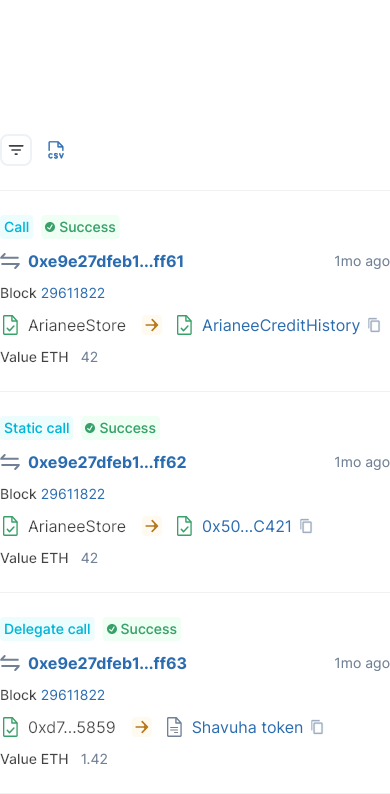 CSV
Call Success
0xe9e27dfeb1...ff61 1mo ago
Block 29611822
ArianeeStore ArianeeCreditHistory
Value ETH 42
Static call Success
0xe9e27dfeb1...ff62 1mo ago
Block 29611822
ArianeeStore 0x50...C421
Value ETH 42
Delegate call Success
0xe9e27dfeb1...ff63 1mo ago
Block 29611822
0xd7...5859 Shavuha token
Value ETH 1.42